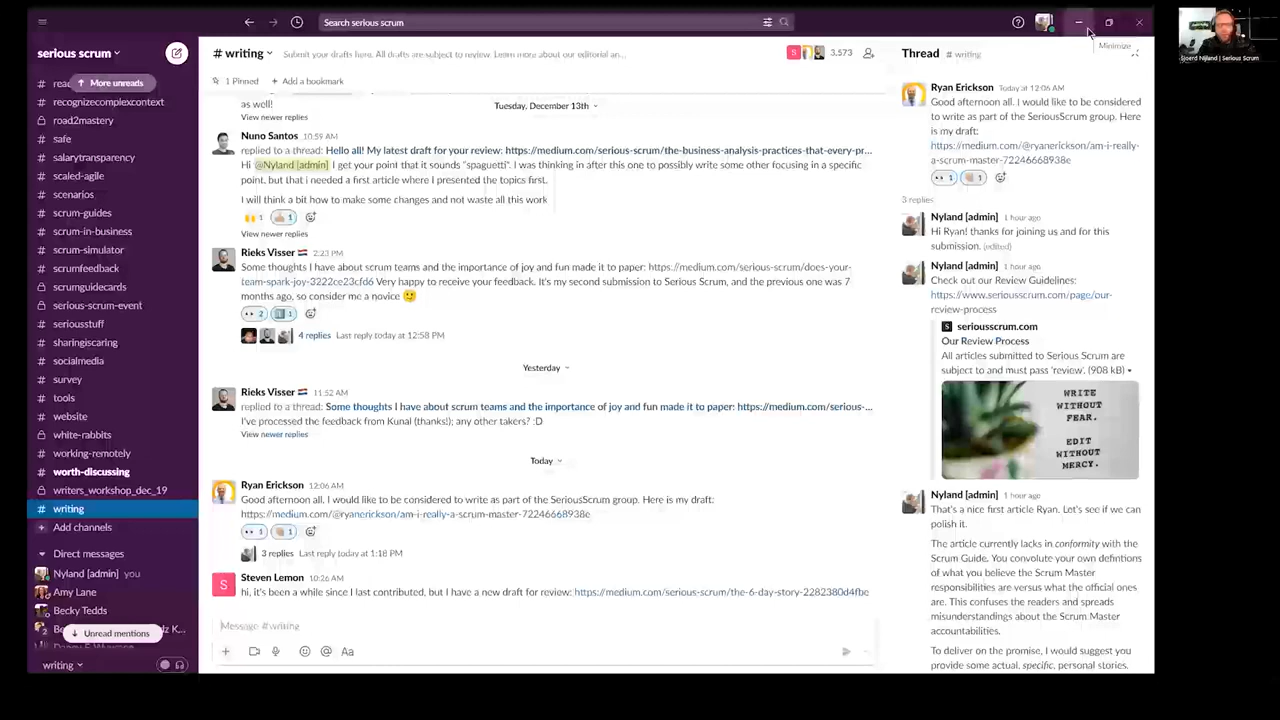 Search serious scrum
serious scrum
More unreads
recognizecomplexcontext
road2mastery
safe
salarytransparency
scaled-agile
scenarios
scrum-guides
scrum-in-business
scrum-simulator
scrumfeedback
scrumguidecards
serious-scrum-event
seriousstuff
sharingiscaring
socialmedia
survey
tools
website
white-rabbits
working-remotely
worth-discussing
writers_workshop_dec_19
writing
Add channels
Direct messages
Nyland [admin] you
Amy Lane
Becky Tedds
Unread mentions
writing
# writing
Submit your drafts here. All drafts are subject to review. Learn more about our editorial an...
S
3.573
1 Pinned
+ Add a bookmark
as well!
View newer replies
Tuesday, December 13th
Nuno Santos 10:59 AM
replied to a thread: Hello all! My latest draft for your review: https://medium.com/serious-scrum/the-business-analysis-practices-that-every-pr...
Hi @Nyland [admin] I get your point that it sounds "spaguetti". I was thinking in after this one to possibly write some other focusing in a specific
point, but that i needed a first article where I presented the topics first.
I will think a bit how to make some changes and not waste all this work
1 1
View newer replies
Rieks Visser 2:23 PM
Some thoughts I have about scrum teams and the importance of joy and fun made it to paper: https://medium.com/serious-scrum/does-your-
team-spark-joy-3222ce23cfd6 Very happy to receive your feedback. It's my second submission to Serious Scrum, and the previous one was 7
months ago, so consider me a novice 🙂
2 1
4 replies Last reply today at 12:58 PM
Yesterday
Rieks Visser 11:52 AM
replied to a thread: Some thoughts I have about scrum teams and the importance of joy and fun made it to paper: https://medium.com/serious-...
I've processed the feedback from Kunal (thanks!); any other takers? :D
View newer replies
Today
Ryan Erickson 12:06 AM
Good afternoon all, I would like to be considered to write as part of the SeriousScrum group. Here is my draft:
https://medium.com/@ryanerickson/am-i-really-a-scrum-master-72246668938e
1 1
3 replies Last reply today at 1:18 PM
S
Steven Lemon 10:26 AM
hi, it's been a while since I last contributed, but I have a new draft for review: https://medium.com/serious-scrum/the-6-day-story-2282380d4fbe
Message #writing
Aa
Minimize
Thread # writing
Ryan Erickson Today at 12:06 AM
Good afternoon all, I would like to be considered
to write as part of the SeriousScrum group. Here
is my draft:
https://medium.com/@ryanerickson/am-i-really-
a-scrum-master-72246668938e
1 1
3 replies
Nyland [admin] 1 hour ago
Hi Ryan! thanks for joining us and for this
submission. (edited)
Nyland [admin] 1 hour ago
Check out our Review Guidelines:
https://www.seriousscrum.com/page/our-
review-process
seriousscrum.com
Our Review Process
All articles submitted to Serious Scrum are
subject to and must pass 'review'. (908 kB)
WRITE
WITHOUT
FEAR.
EDIT
WITHOUT
MERCY.
Nyland [admin] 1 hour ago
That's a nice first article Ryan. Let's see if we can
polish it.
The article currently lacks in conformity with the
Scrum Guide. You convolute your own defintions
of what you believe the Scrum Master
responsibilities are versus what the official ones
are. This confuses the readers and spreads
misunderstandings about the Scrum Master
accountabilities.
To deliver on the promise, I would suggest you
provide some actual, specific, personal stories.
Sjoerd Nijland | Serious Scrum